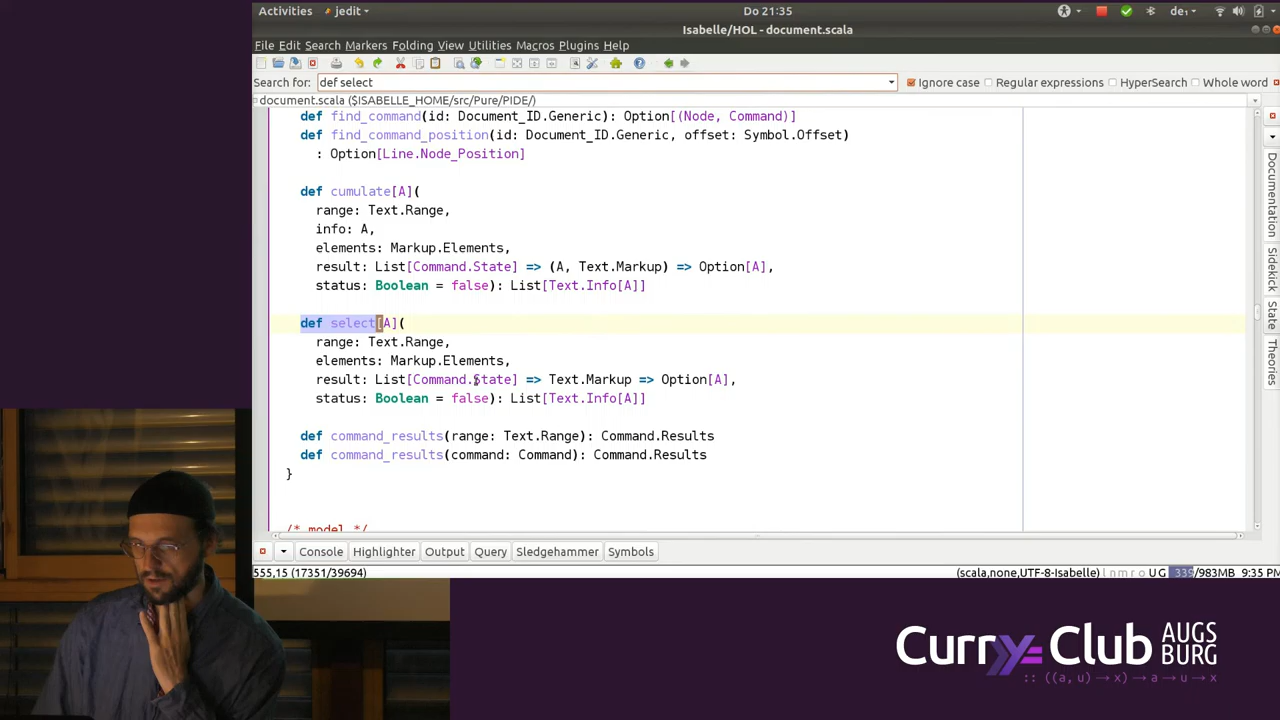 Activities jedit Do 21:35 de₁
Isabelle/HOL - document.scala
File Edit Search Markers Folding View Utilities Macros Plugins Help
Search for: def select Ignore case Regular expressions HyperSearch Whole word
document.scala ($ISABELLE_HOME/src/Pure/PIDE/)
def find_command(id: Document_ID.Generic): Option[(Node, Command)]
def find_command_position(id: Document_ID.Generic, offset: Symbol.Offset)
: Option[Line.Node_Position]
def cumulate[A](
range: Text.Range,
info: A,
elements: Markup.Elements,
result: List[Command.State] => (A, Text.Markup) => Option[A],
status: Boolean = false): List[Text.Info[A]]
def select[A](
range: Text.Range,
elements: Markup.Elements,
result: List[Command.State] => Text.Markup => Option[A],
status: Boolean = false): List[Text.Info[A]]
def command_results(range: Text.Range): Command.Results
def command_results(command: Command): Command.Results
}
/* model */
Documentation
Sidekick
State
Theories
Console Highlighter Output Query Sledgehammer Symbols
555,15 (17351/39694) (scala,none,UTF-8-Isabelle) l n m r o U G 339/983MB 9:35 PM
Curry Club AUGS
BURG
:: ((a, u) → x) → a → u → x